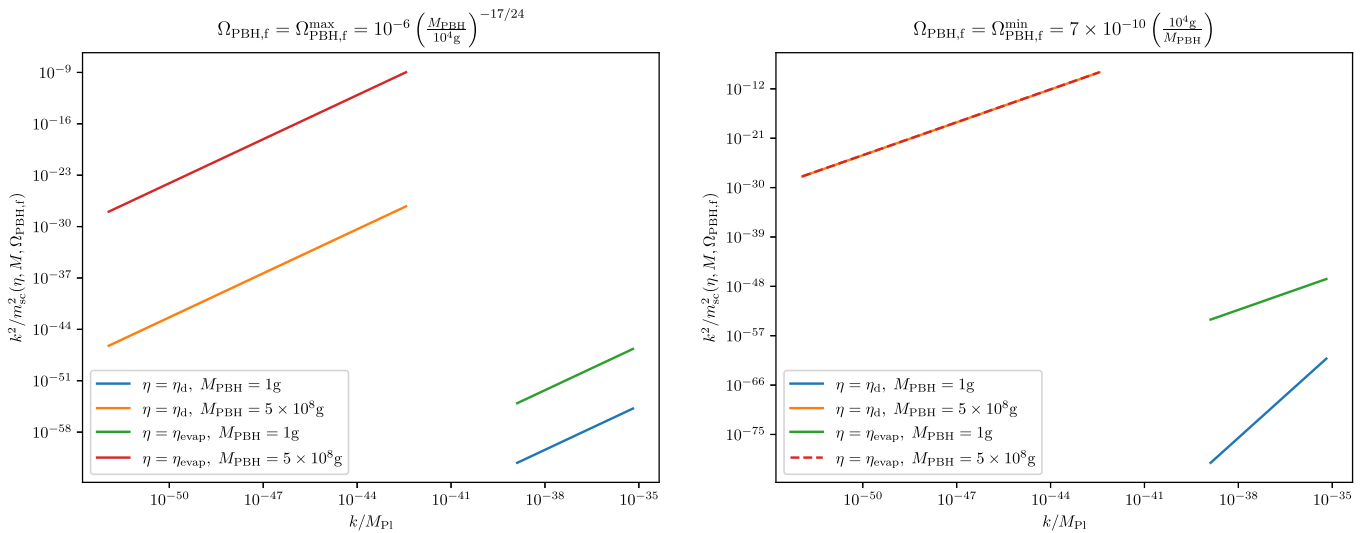 Ω_PBH,f = Ω^max_PBH,f = 10^−6 (M_PBH/10^4g)^−17/24
10^−9
10^−16
10^−23
10^−30
10^−37
10^−44
10^−51
10^−58
k^2/m^2_sc(η, M, Ω_PBH,f)
η = η_d, M_PBH = 1g
η = η_d, M_PBH = 5 × 10^8g
η = η_evap, M_PBH = 1g
η = η_evap, M_PBH = 5 × 10^8g
10^−50 10^−47 10^−44 10^−41 10^−38 10^−35
k/M_Pl
Ω_PBH,f = Ω^min_PBH,f = 7 × 10^−10 (10^4g/M_PBH)
10^−12
10^−21
10^−30
10^−39
10^−48
10^−57
10^−66
10^−75
k^2/m^2_sc(η, M, Ω_PBH,f)
η = η_d, M_PBH = 1g
η = η_d, M_PBH = 5 × 10^8g
η = η_evap, M_PBH = 1g
η = η_evap, M_PBH = 5 × 10^8g
10^−50 10^−47 10^−44 10^−41 10^−38 10^−35
k/M_Pl